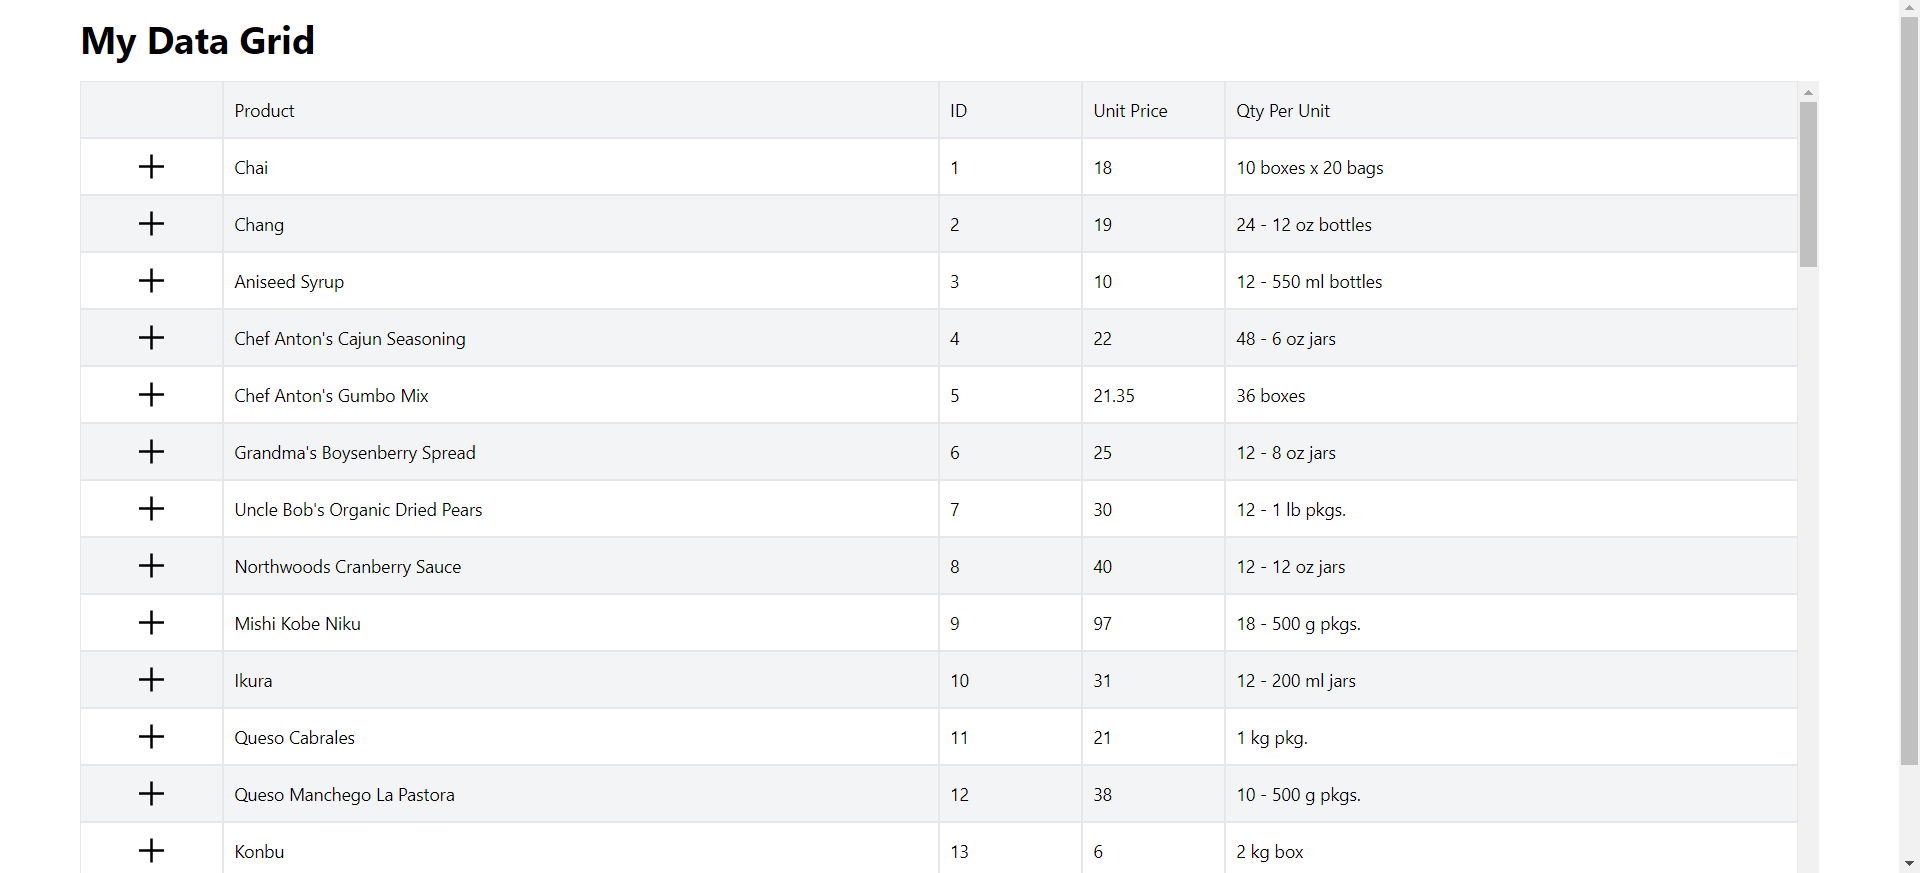 My Data Grid
Product ID Unit Price Qty Per Unit
Chai 1 18 10 boxes x 20 bags
Chang 2 19 24 - 12 oz bottles
Aniseed Syrup 3 10 12 - 550 ml bottles
Chef Anton's Cajun Seasoning 4 22 48 - 6 oz jars
Chef Anton's Gumbo Mix 5 21.35 36 boxes
Grandma's Boysenberry Spread 6 25 12 - 8 oz jars
Uncle Bob's Organic Dried Pears 7 30 12 - 1 lb pkgs.
Northwoods Cranberry Sauce 8 40 12 - 12 oz jars
Mishi Kobe Niku 9 97 18 - 500 g pkgs.
Ikura 10 31 12 - 200 ml jars
Queso Cabrales 11 21 1 kg pkg.
Queso Manchego La Pastora 12 38 10 - 500 g pkgs.
Konbu 13 6 2 kg box